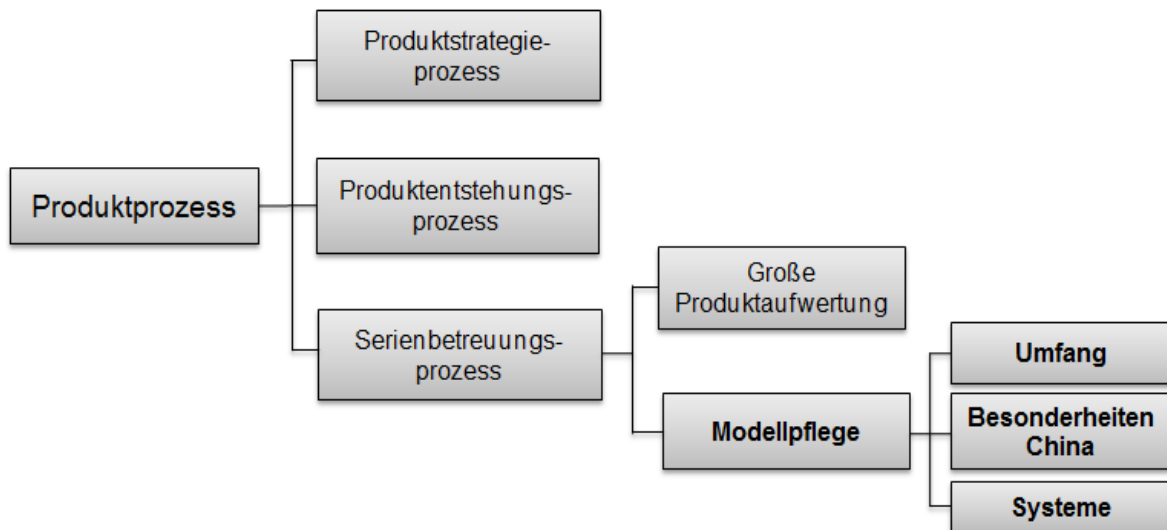 Produktstrategie-
prozess
Produktprozess
Produktentstehungs-
prozess
Serienbetreuungs-
prozess
Große
Produktaufwertung
Modellpflege
Umfang
Besonderheiten
China
Systeme